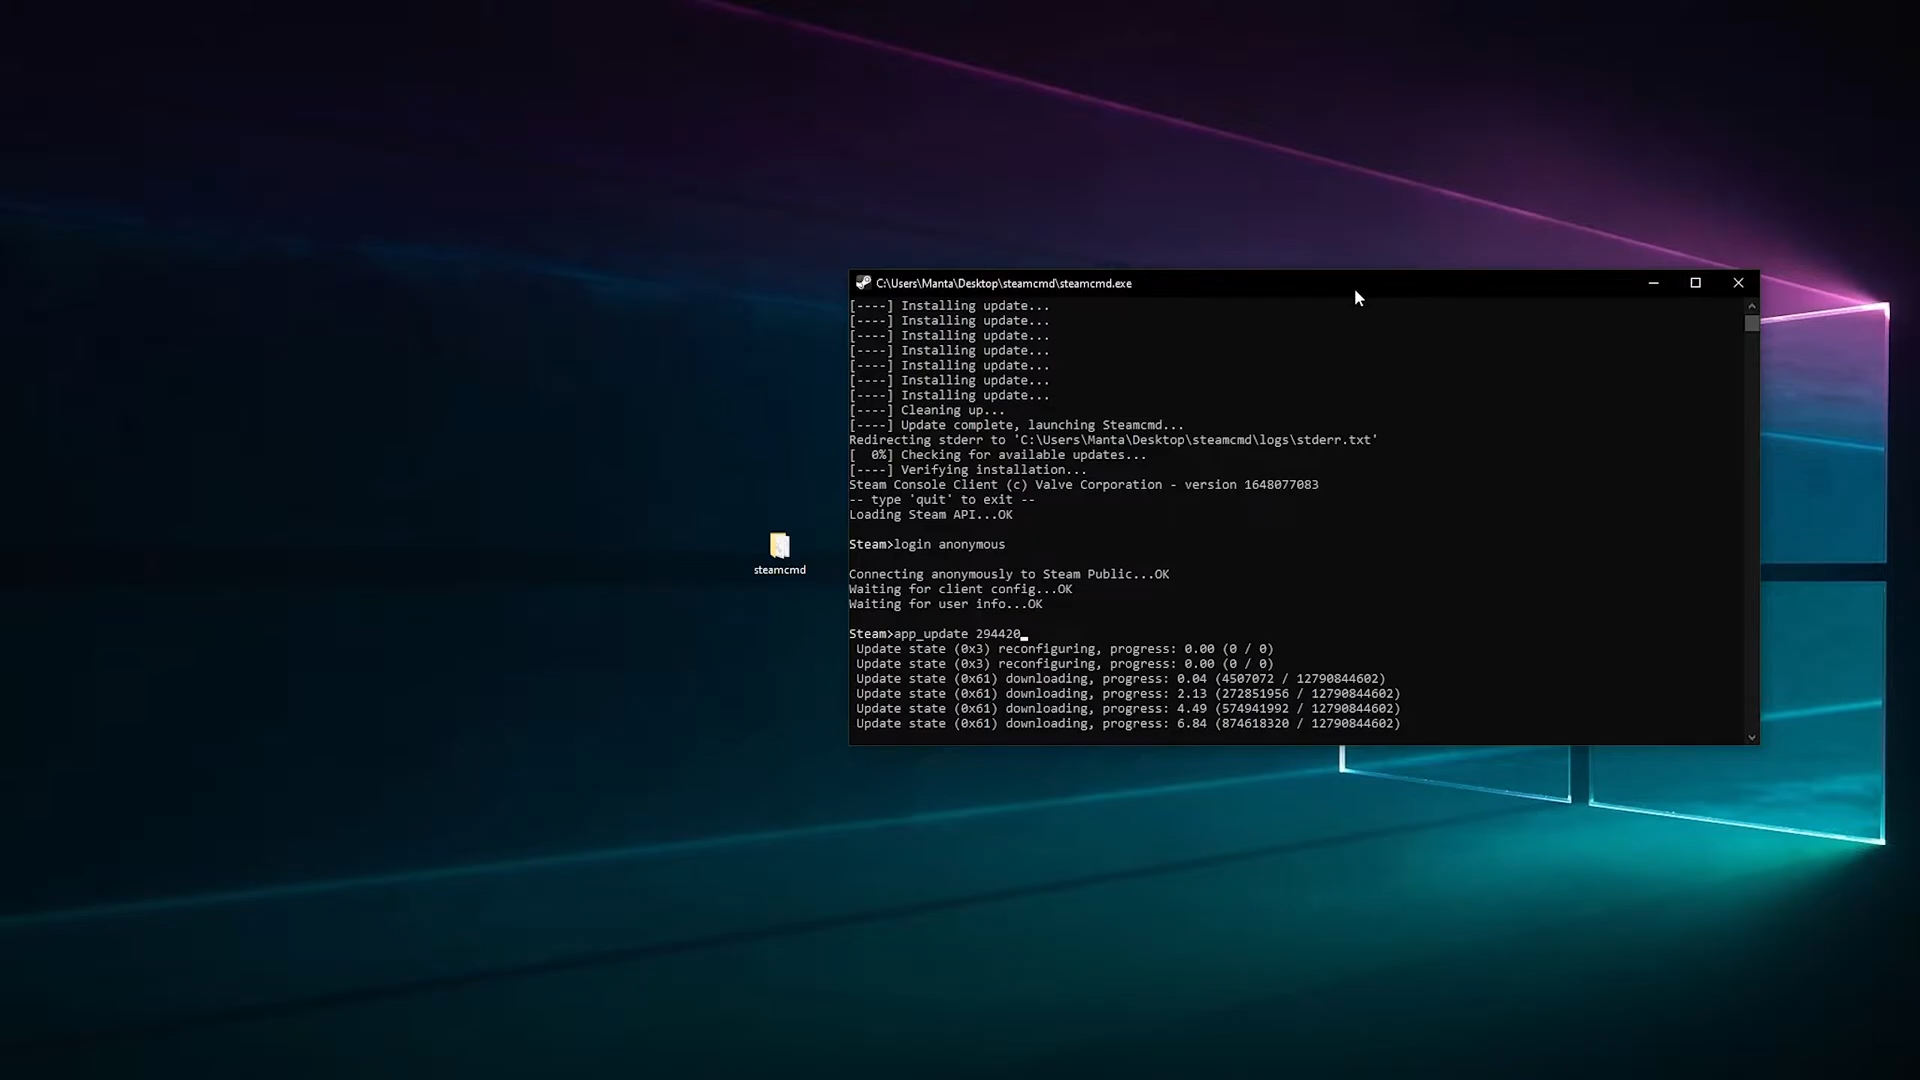 C:\Users\Manta\Desktop\steamcmd\steamcmd.exe
[----] Installing update...
[----] Installing update...
[----] Installing update...
[----] Installing update...
[----] Installing update...
[----] Installing update...
[----] Installing update...
[----] Cleaning up...
[----] Update complete, launching Steamcmd...
Redirecting stderr to 'C:\Users\Manta\Desktop\steamcmd\logs\stderr.txt'
[  0%] Checking for available updates...
[----] Verifying installation...
Steam Console Client (c) Valve Corporation - version 1648077083
-- type 'quit' to exit --
Loading Steam API...OK
Steam>login anonymous
Connecting anonymously to Steam Public...OK
Waiting for client config...OK
Waiting for user info...OK
Steam>app_update 294420
Update state (0x3) reconfiguring, progress: 0.00 (0 / 0)
Update state (0x3) reconfiguring, progress: 0.00 (0 / 0)
Update state (0x61) downloading, progress: 0.04 (4507072 / 12790844602)
Update state (0x61) downloading, progress: 2.13 (272851956 / 12790844602)
Update state (0x61) downloading, progress: 4.49 (574941992 / 12790844602)
Update state (0x61) downloading, progress: 6.84 (874618320 / 12790844602)
steamcmd